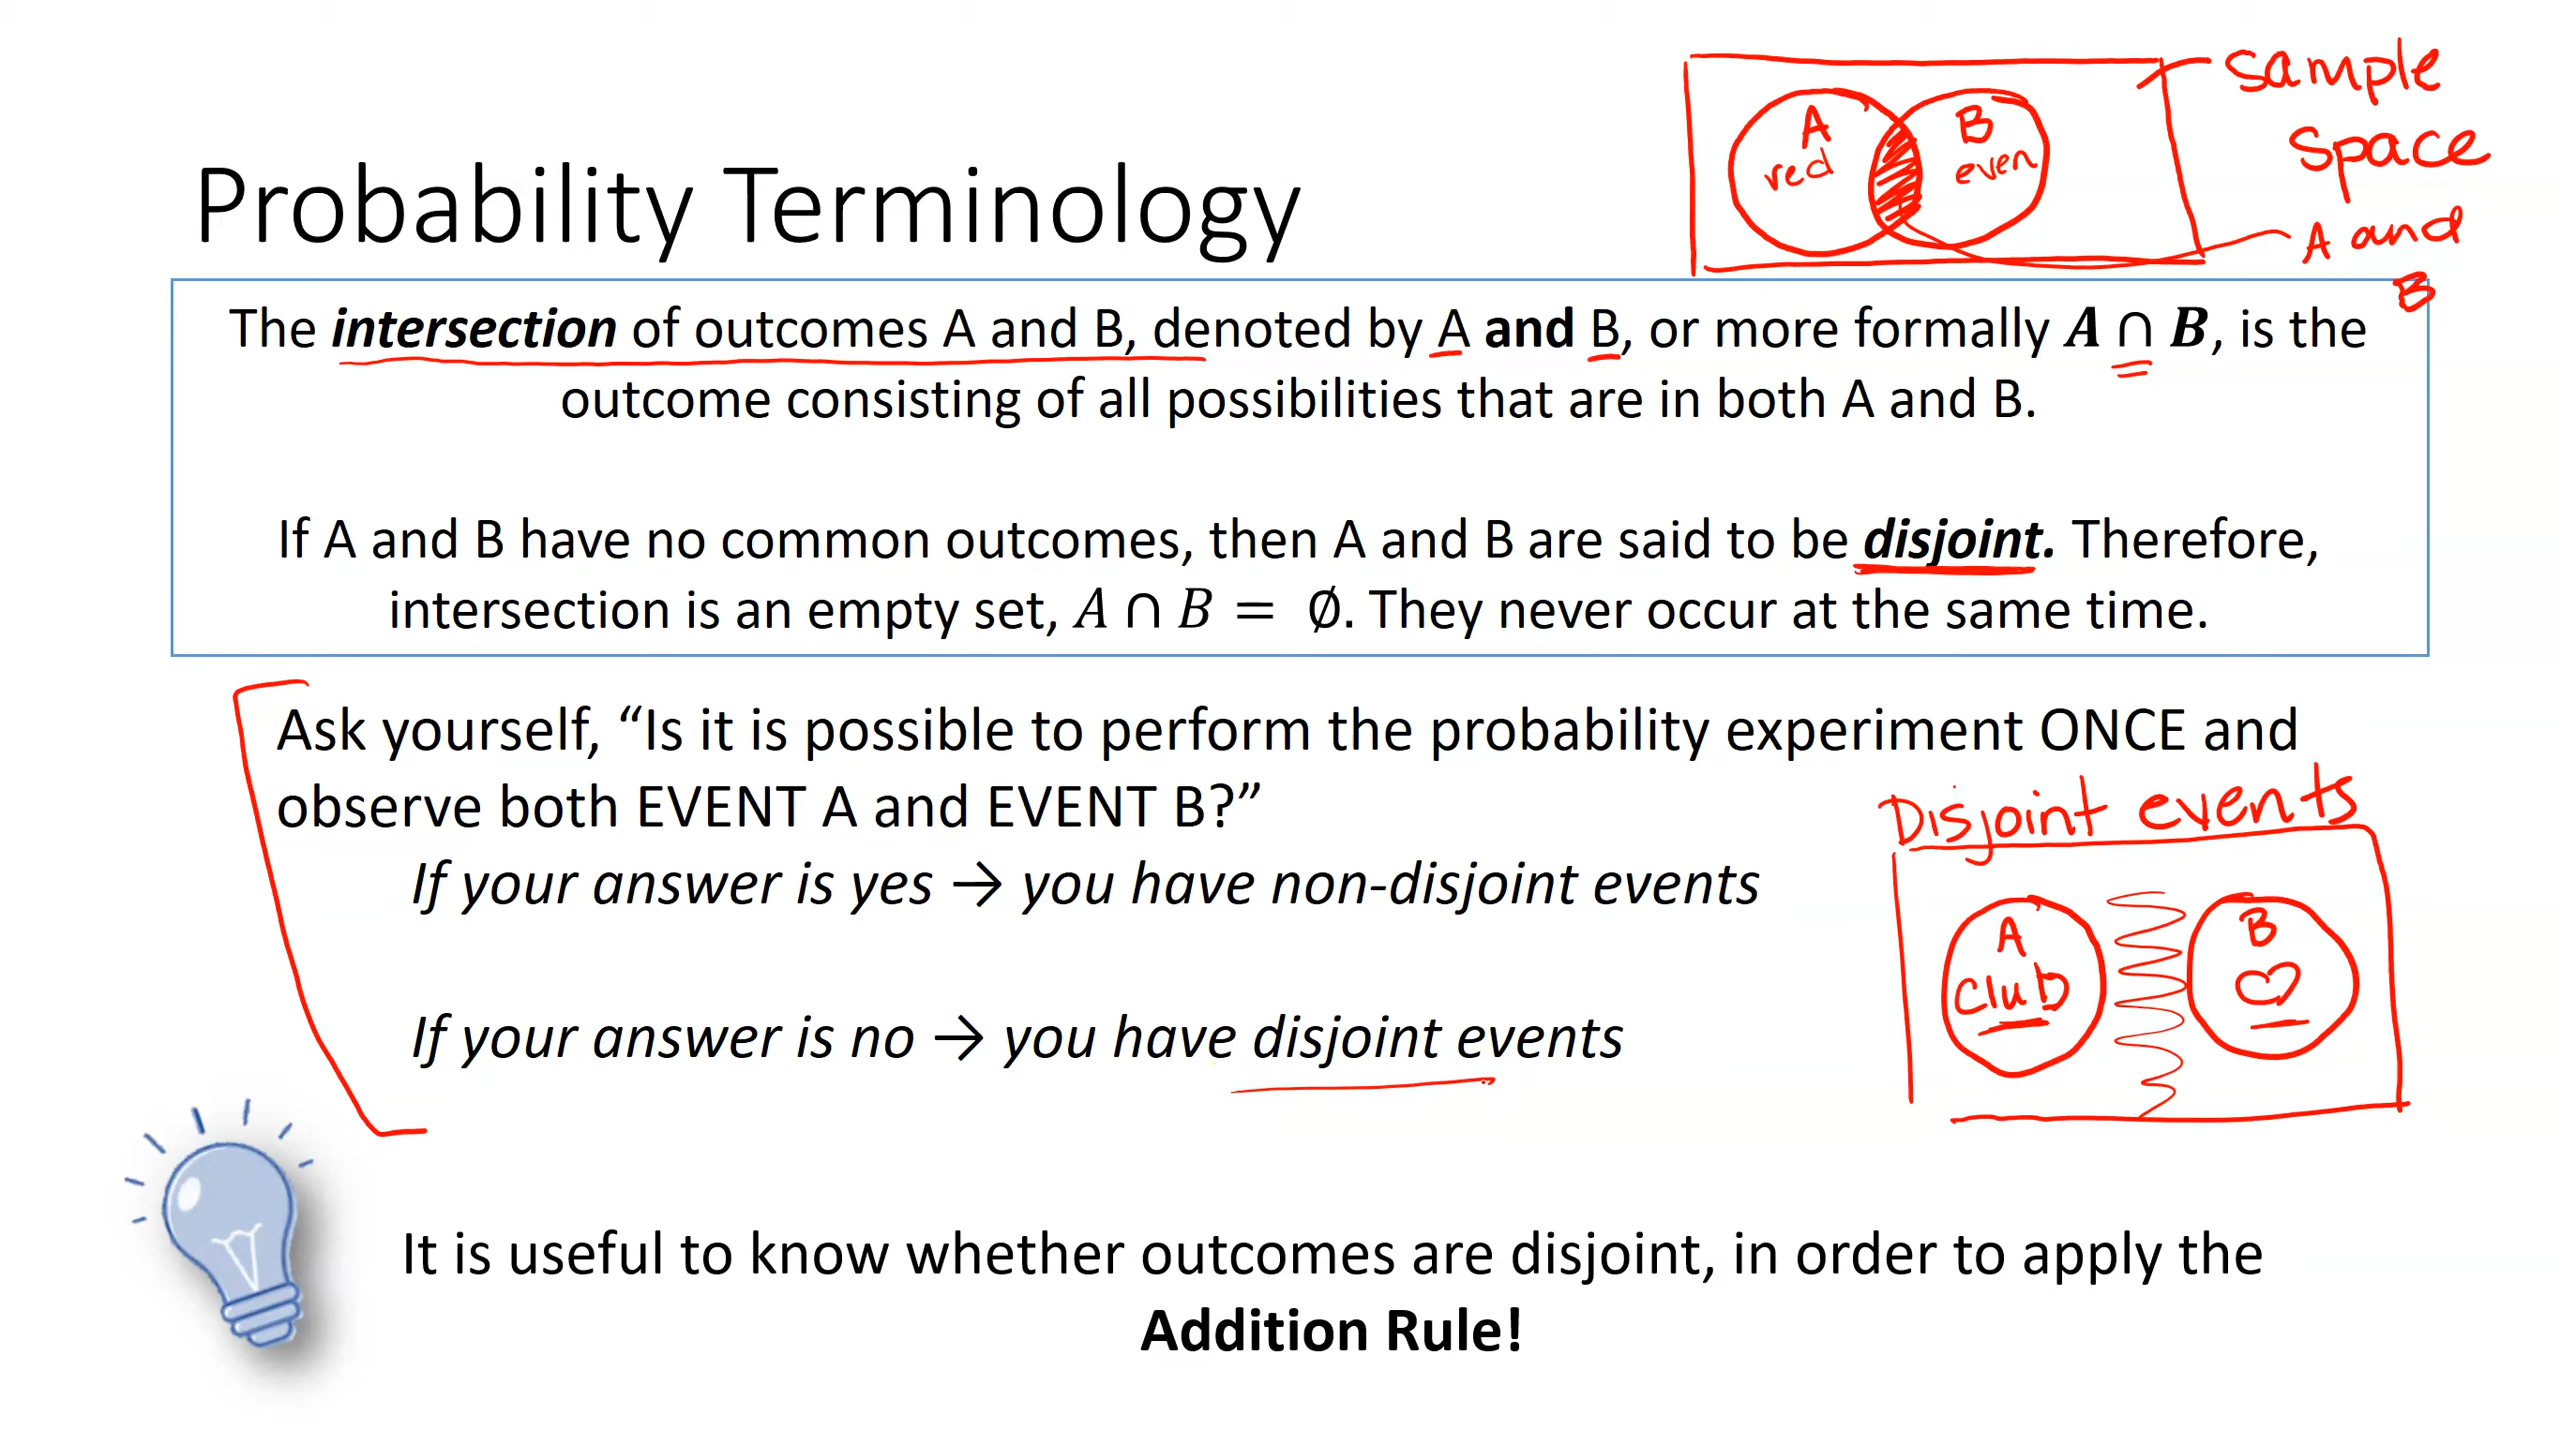 Probability Terminology
A
red
B
even
sample
space
A and
B
The intersection of outcomes A and B, denoted by A and B, or more formally A ∩ B, is the
outcome consisting of all possibilities that are in both A and B.
If A and B have no common outcomes, then A and B are said to be disjoint. Therefore,
intersection is an empty set, A ∩ B = ∅. They never occur at the same time.
Ask yourself, “Is it is possible to perform the probability experiment ONCE and
observe both EVENT A and EVENT B?”
If your answer is yes → you have non-disjoint events
If your answer is no → you have disjoint events
Disjoint events
A
Club
B
It is useful to know whether outcomes are disjoint, in order to apply the
Addition Rule!